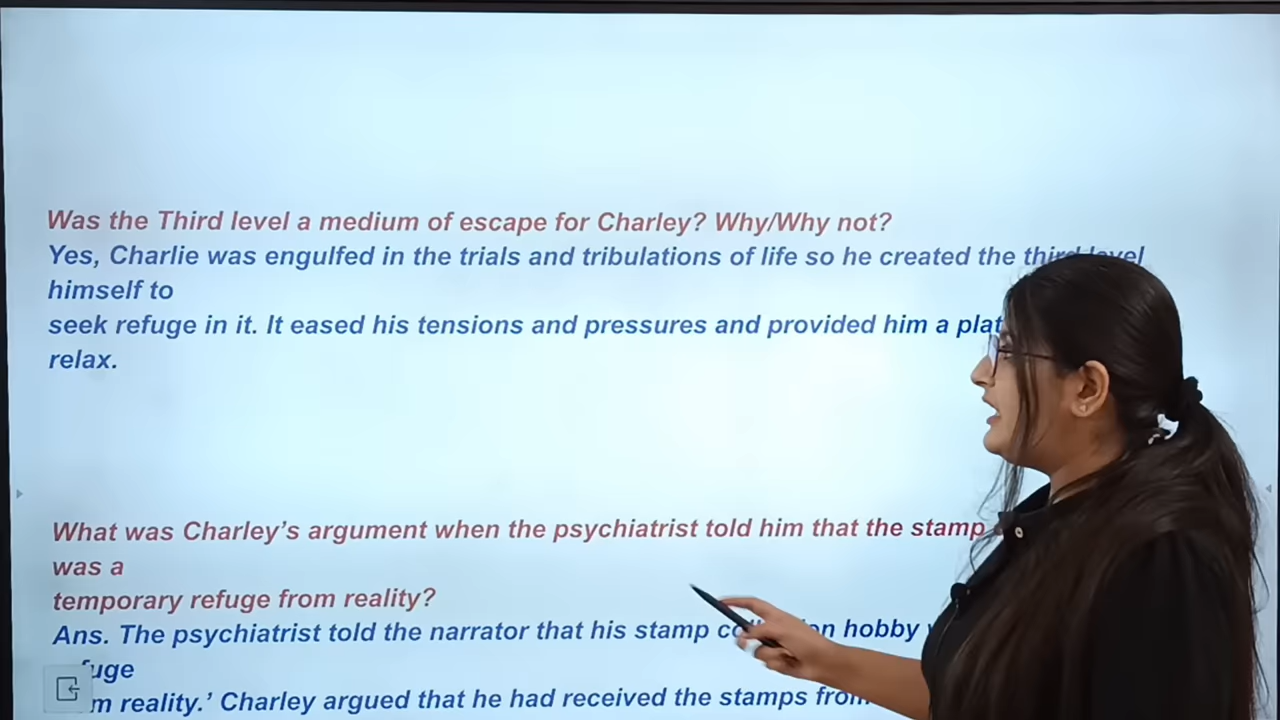 Was the Third level a medium of escape for Charley? Why/Why not?
Yes, Charlie was engulfed in the trials and tribulations of life so he created the third level
himself to
seek refuge in it. It eased his tensions and pressures and provided him a
relax.
What was Charley's argument when the psychiatrist told him that the stamp
was a
temporary refuge from reality?
Ans. The psychiatrist told the narrator that his stamp hobby
reality.' Charley argued that he had received the stamps from